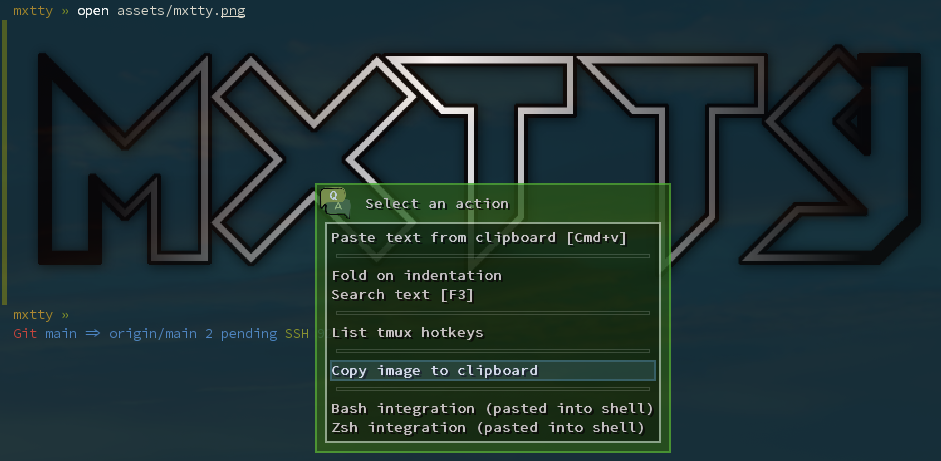 mxtty » open assets/mxtty.png
MXTTY
Q
A
Select an action
Paste text from clipboard [Cmd+v]
Fold on indentation
Search text [F3]
List tmux hotkeys
Copy image to clipboard
Bash integration (pasted into shell)
Zsh integration (pasted into shell)
mxtty »
Git main ⇒ origin/main 2 pending SSH